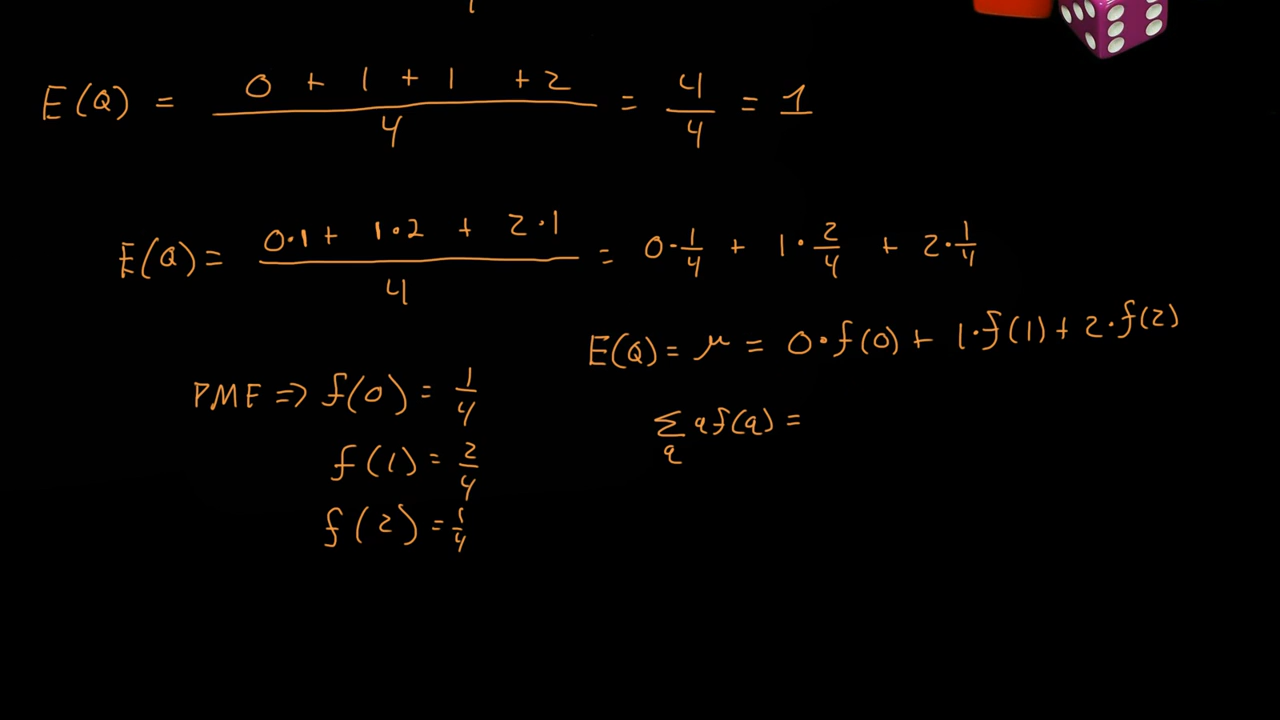 E(Q) = (0 + 1 + 1 + 2)/4 = 4/4 = 1
E(Q) = (0·1 + 1·2 + 2·1)/4 = 0·1/4 + 1·2/4 + 2·1/4
E(Q) = μ = 0·f(0) + 1·f(1) + 2·f(2)
PMF => f(0) = 1/4
∑_q q f(q) =
f(1) = 2/4
f(2) = 1/4